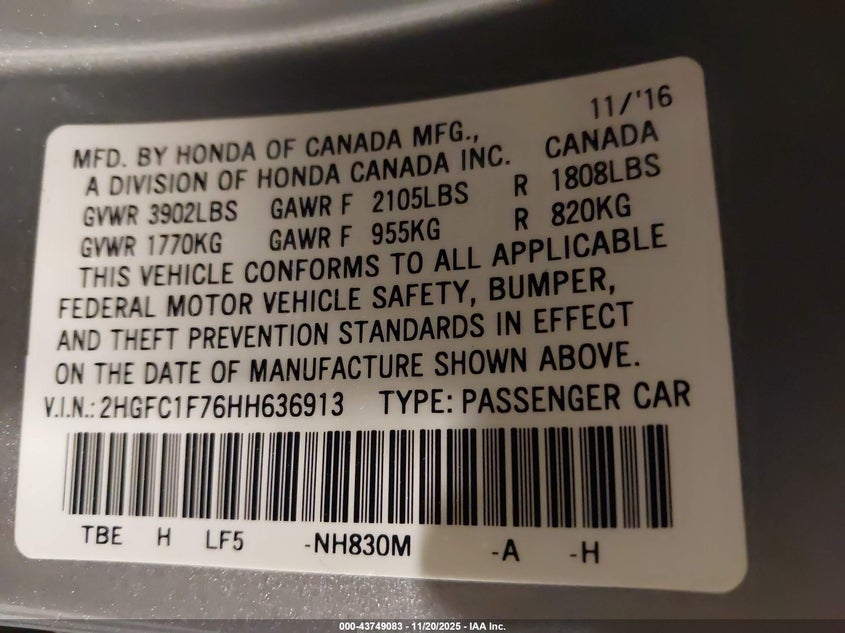 11/'16
MFD. BY HONDA OF CANADA MFG.,
A DIVISION OF HONDA CANADA INC. CANADA
GVWR 3902LBS GAWR F 2105LBS R 1808LBS
GVWR 1770KG GAWR F 955KG R 820KG
THIS VEHICLE CONFORMS TO ALL APPLICABLE
FEDERAL MOTOR VEHICLE SAFETY, BUMPER,
AND THEFT PREVENTION STANDARDS IN EFFECT
ON THE DATE OF MANUFACTURE SHOWN ABOVE.
V.I.N.: 2HGFC1F76HH636913 TYPE: PASSENGER CAR
TBE H LF5 -NH830M -A -H
000-43749083 - 11/20/2025 - IAA Inc.